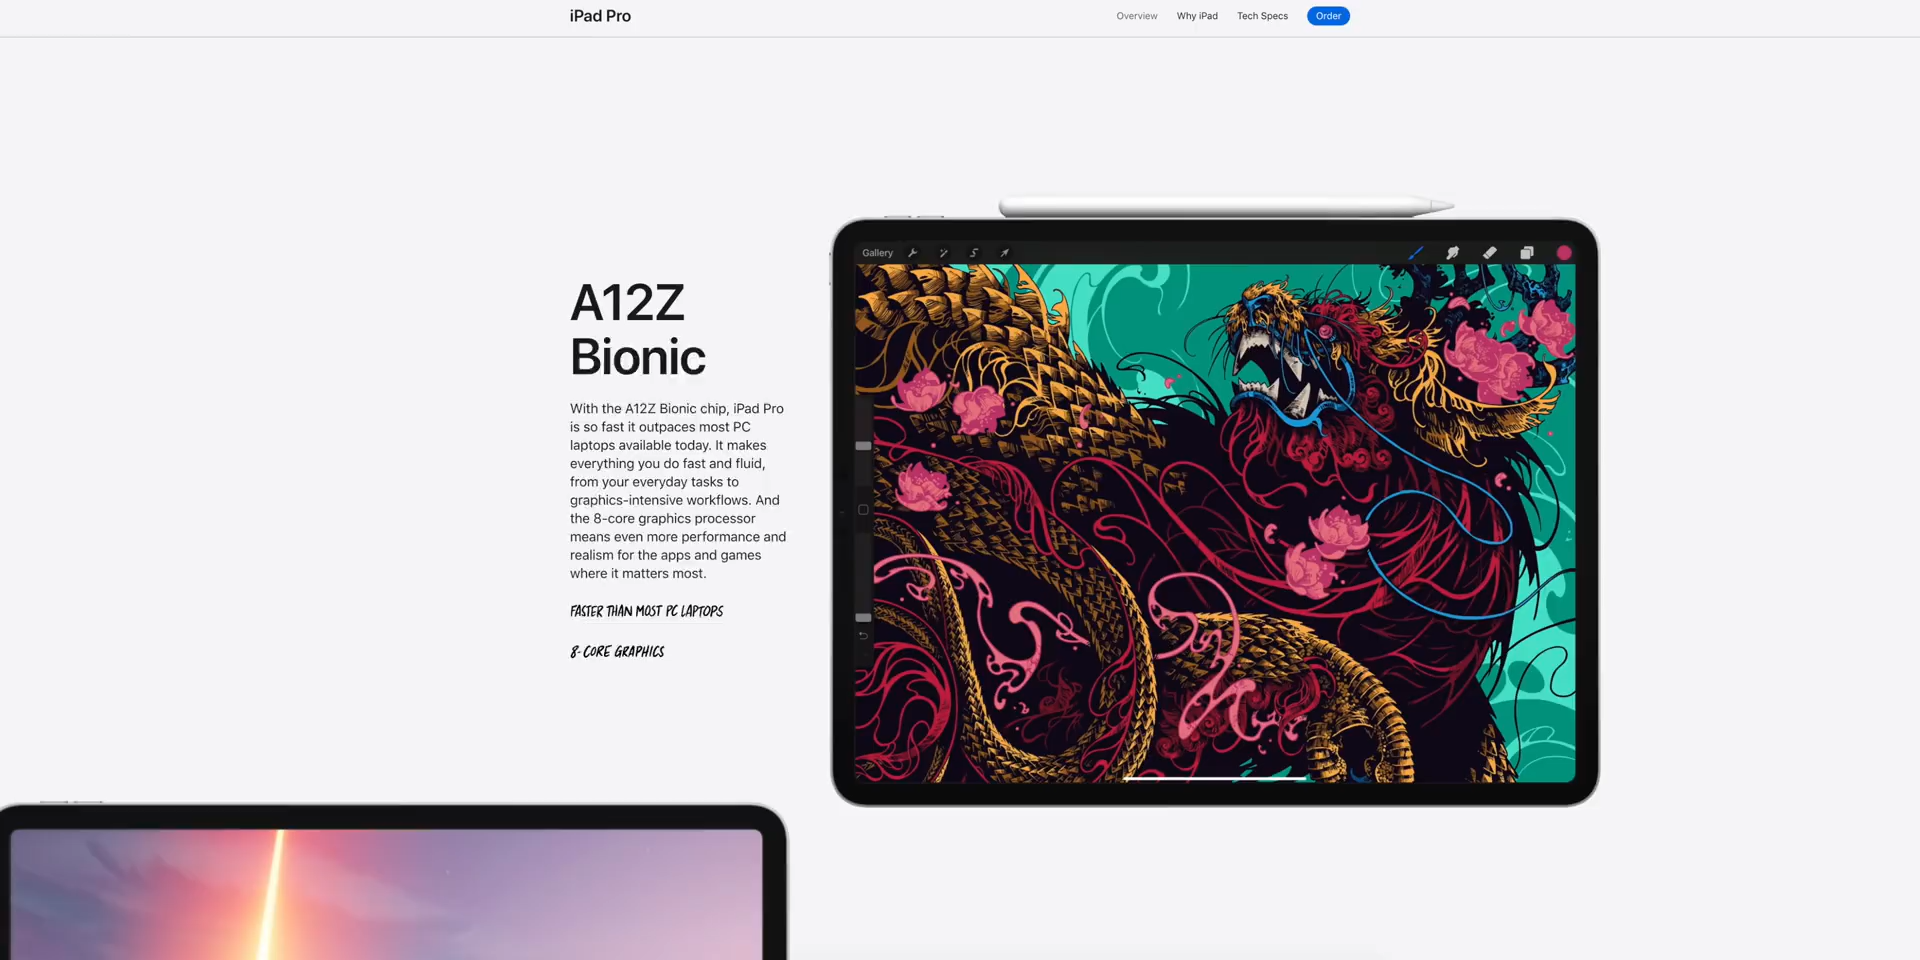 iPad Pro
Overview Why iPad Tech Specs Order
Gallery
A12Z
Bionic
With the A12Z Bionic chip, iPad Pro
is so fast it outpaces most PC
laptops available today. It makes
everything you do fast and fluid,
from your everyday tasks to
graphics-intensive workflows. And
the 8-core graphics processor
means even more performance and
realism for the apps and games
where it matters most.
FASTER THAN MOST PC LAPTOPS
8-CORE GRAPHICS